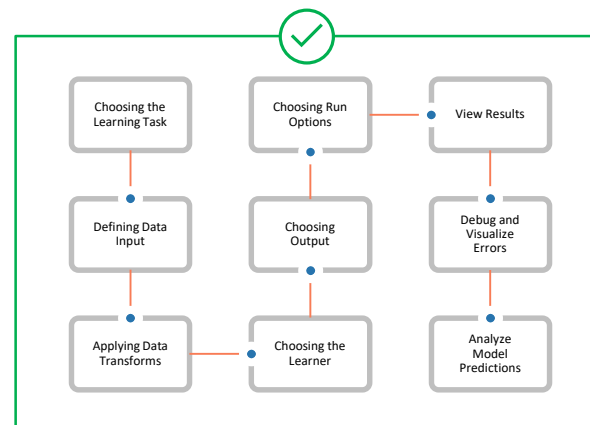 Choosing the
Learning Task
Defining Data
Input
Applying Data
Transforms
Choosing the
Learner
Choosing
Output
Choosing Run
Options
View Results
Debug and
Visualize
Errors
Analyze
Model
Predictions